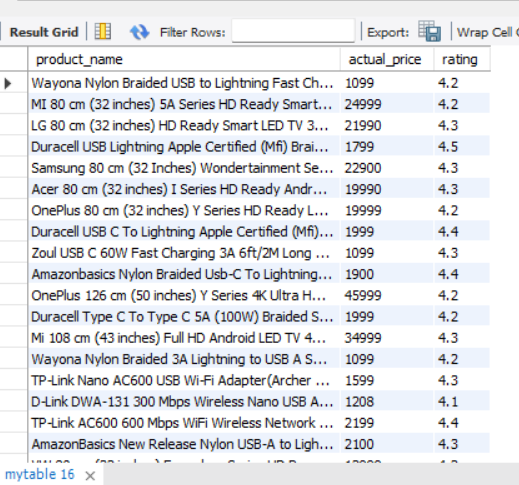 Result Grid Filter Rows: Export: Wrap Cell C
product_name actual_price rating
Wayona Nylon Braided USB to Lightning Fast Ch... 1099 4.2
MI 80 cm (32 inches) 5A Series HD Ready Smart... 24999 4.2
LG 80 cm (32 inches) HD Ready Smart LED TV 3... 21990 4.3
Duracell USB Lightning Apple Certified (Mfi) Brai... 1799 4.5
Samsung 80 cm (32 Inches) Wondertainment Se... 22900 4.3
Acer 80 cm (32 inches) I Series HD Ready Andr... 19990 4.3
OnePlus 80 cm (32 inches) Y Series HD Ready L... 19999 4.2
Duracell USB C To Lightning Apple Certified (Mfi)... 1999 4.4
Zoul USB C 60W Fast Charging 3A 6ft/2M Long ... 1099 4.3
Amazonbasics Nylon Braided Usb-C To Lightning... 1900 4.4
OnePlus 126 cm (50 inches) Y Series 4K Ultra H... 45999 4.2
Duracell Type C To Type C 5A (100W) Braided S... 1999 4.2
Mi 108 cm (43 inches) Full HD Android LED TV 4... 34999 4.3
Wayona Nylon Braided 3A Lightning to USB A S... 1099 4.2
TP-Link Nano AC600 USB Wi-Fi Adapter(Archer ... 1599 4.3
D-Link DWA-131 300 Mbps Wireless Nano USB A... 1208 4.1
TP-Link AC600 600 Mbps WiFi Wireless Network ... 2199 4.4
AmazonBasics New Release Nylon USB-A to Ligh... 2100 4.3
mytable 16